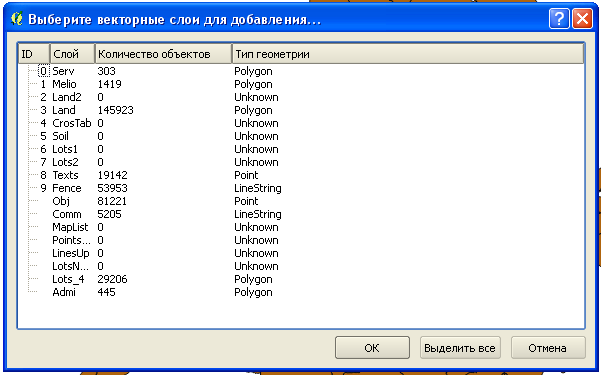 Выберите векторные слои для добавления...
ID Слой Количество объектов Тип геометрии
0 Serv 303 Polygon
1 Melio 1419 Polygon
2 Land2 0 Unknown
3 Land 145923 Polygon
4 CrosTab 0 Unknown
5 Soil 0 Unknown
6 Lots1 0 Unknown
7 Lots2 0 Unknown
8 Texts 19142 Point
9 Fence 53953 LineString
Obj 81221 Point
Comm 5205 LineString
MapList 0 Unknown
Points... 0 Unknown
LinesUp 0 Unknown
LotsN... 0 Unknown
Lots_4 29206 Polygon
Admi 445 Polygon
OK Выделить все Отмена